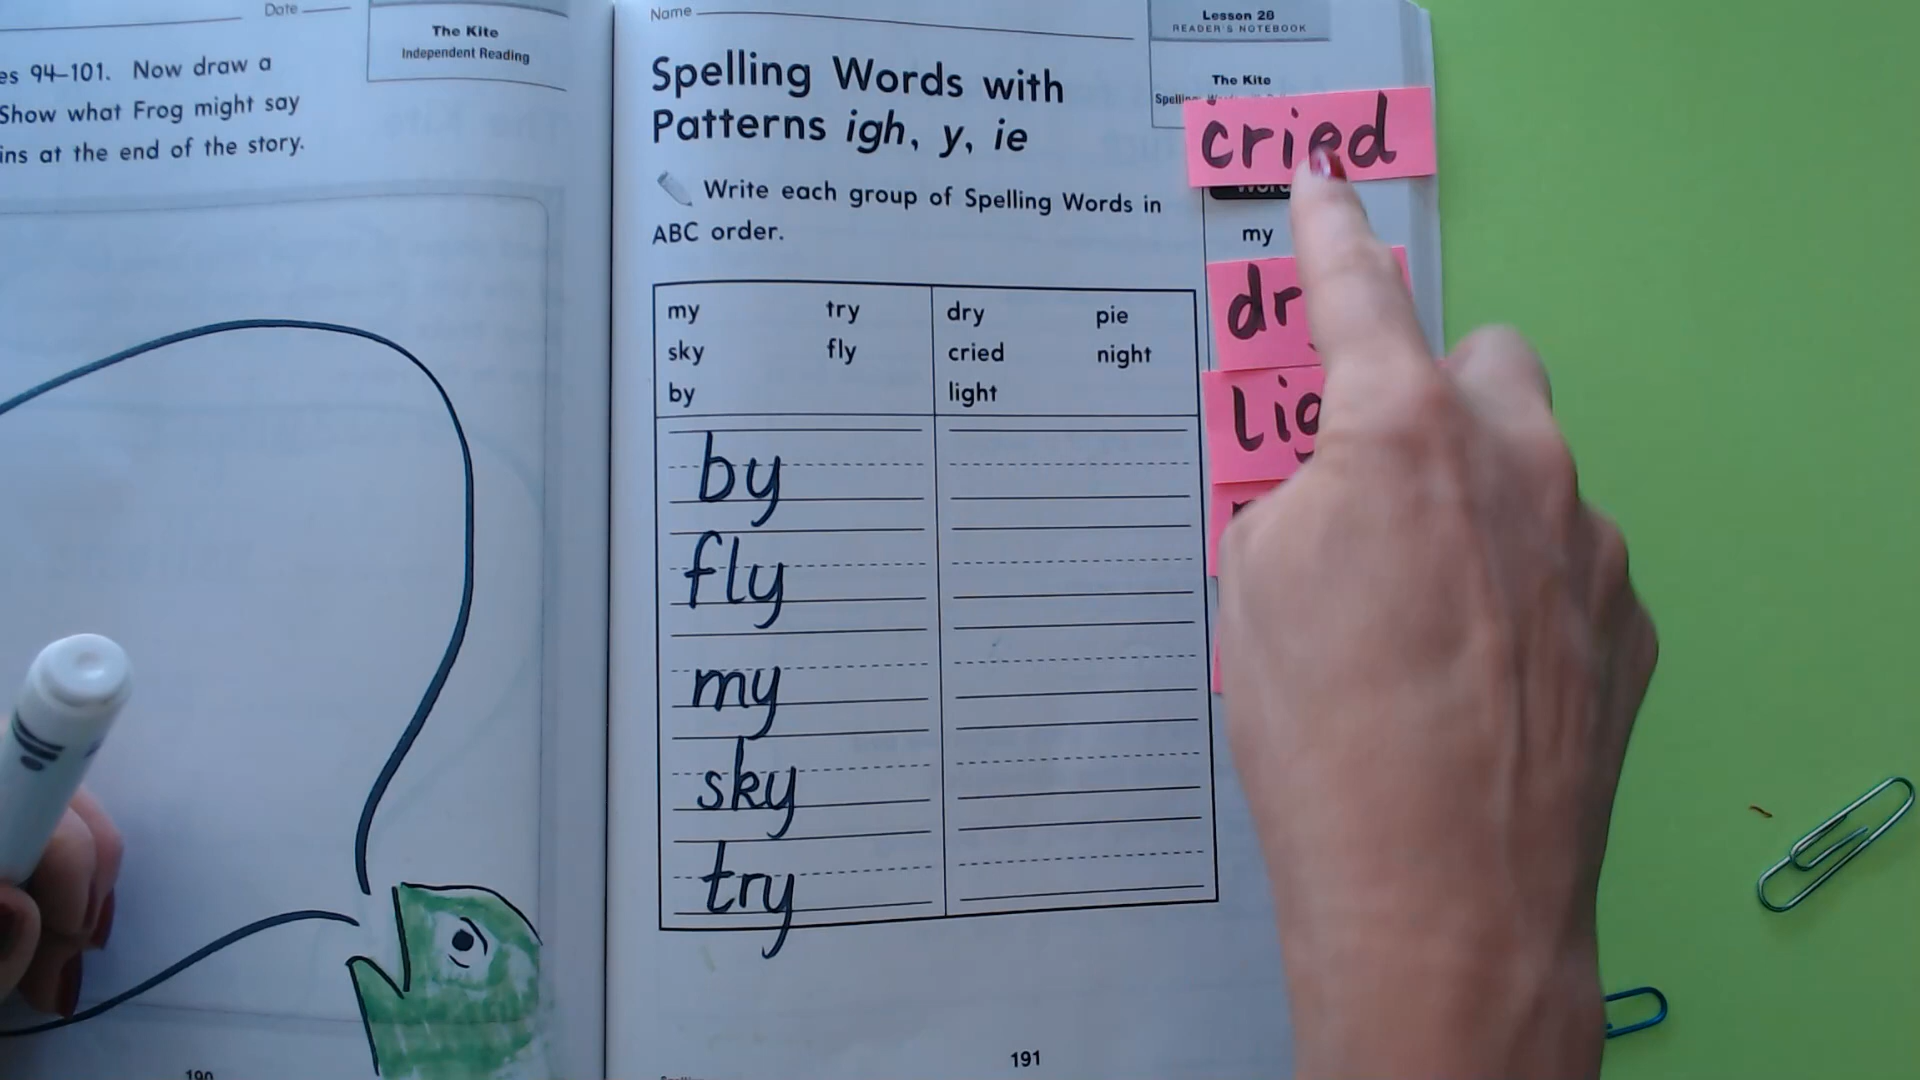 Date
The Kite
Independent Reading
es 94–101. Now draw a
Show what Frog might say
ins at the end of the story.
190
Name
Lesson 28
READER'S NOTEBOOK
The Kite
Spelling Words with
Patterns igh, y, ie
Write each group of Spelling Words in
ABC order.
my try
sky fly
by
dry pie
cried night
light
by
fly
my
sky
try
cried
my
191